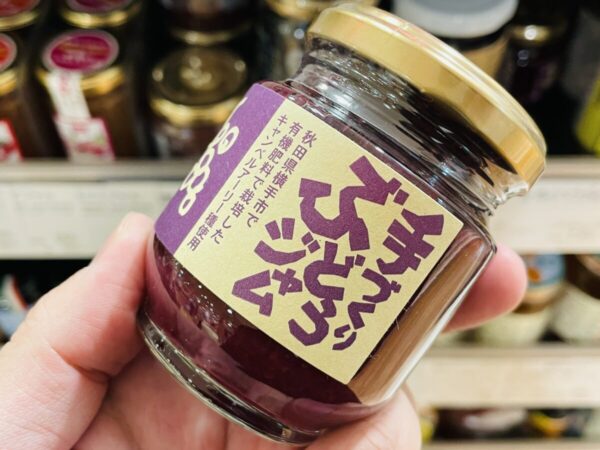 手づくり
ぶどう
ジャム
秋田県横手市で
有機肥料で栽培した
キャンベルアーリー種使用